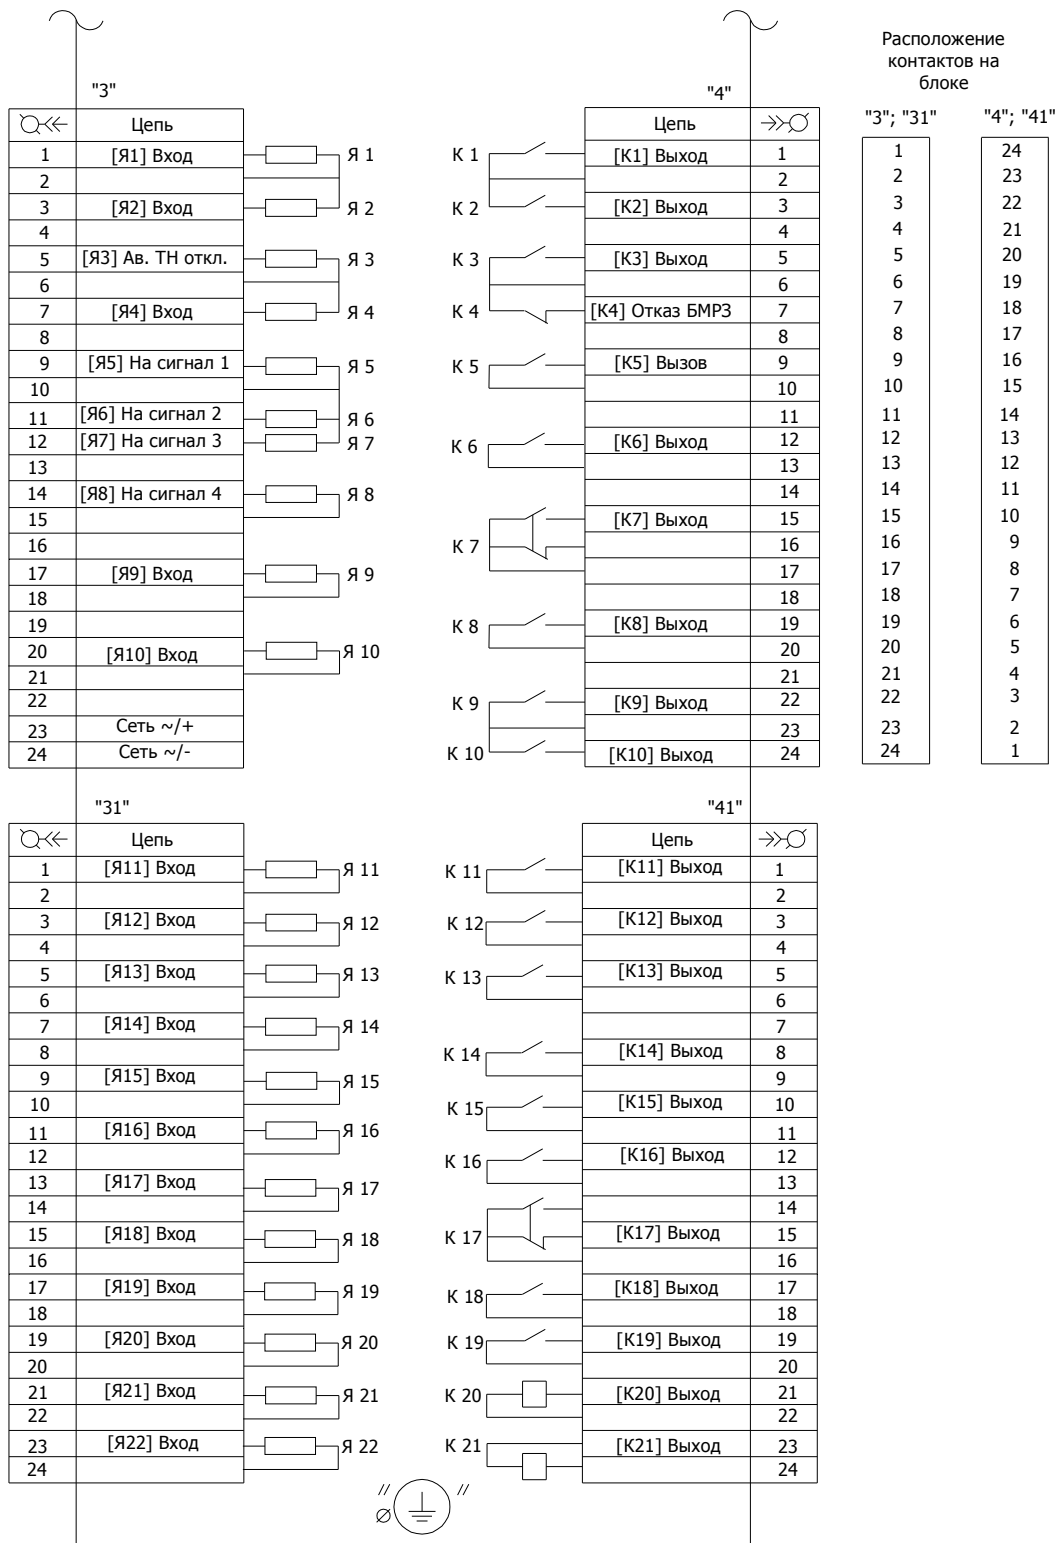 Расположение
контактов на
блоке
"3"; "31" "4"; "41"
1 24
2 23
3 22
4 21
5 20
6 19
7 18
8 17
9 16
10 15
11 14
12 13
13 12
14 11
15 10
16 9
17 8
18 7
19 6
20 5
21 4
22 3
23 2
24 1
"3"
Цепь
1 [Я1] Вход Я 1
2
3 [Я2] Вход Я 2
4
5 [Я3] Ав. ТН откл. Я 3
6
7 [Я4] Вход Я 4
8
9 [Я5] На сигнал 1 Я 5
10
11 [Я6] На сигнал 2 Я 6
12 [Я7] На сигнал 3 Я 7
13
14 [Я8] На сигнал 4 Я 8
15
16
17 [Я9] Вход Я 9
18
19
20 [Я10] Вход Я 10
21
22
23 Сеть ~/+
24 Сеть ~/-
"4"
Цепь
К 1 [К1] Выход 1
2
К 2 [К2] Выход 3
4
К 3 [К3] Выход 5
6
К 4 [К4] Отказ БМРЗ 7
8
К 5 [К5] Вызов 9
10
11
К 6 [К6] Выход 12
13
14
[К7] Выход 15
К 7 16
17
18
К 8 [К8] Выход 19
20
21
К 9 [К9] Выход 22
23
К 10 [К10] Выход 24
"31"
Цепь
1 [Я11] Вход Я 11
2
3 [Я12] Вход Я 12
4
5 [Я13] Вход Я 13
6
7 [Я14] Вход Я 14
8
9 [Я15] Вход Я 15
10
11 [Я16] Вход Я 16
12
13 [Я17] Вход Я 17
14
15 [Я18] Вход Я 18
16
17 [Я19] Вход Я 19
18
19 [Я20] Вход Я 20
20
21 [Я21] Вход Я 21
22
23 [Я22] Вход Я 22
24
"41"
Цепь
К 11 [К11] Выход 1
2
К 12 [К12] Выход 3
4
К 13 [К13] Выход 5
6
7
К 14 [К14] Выход 8
9
К 15 [К15] Выход 10
11
К 16 [К16] Выход 12
13
14
К 17 [К17] Выход 15
16
К 18 [К18] Выход 17
18
К 19 [К19] Выход 19
20
К 20 [К20] Выход 21
22
К 21 [К21] Выход 23
24